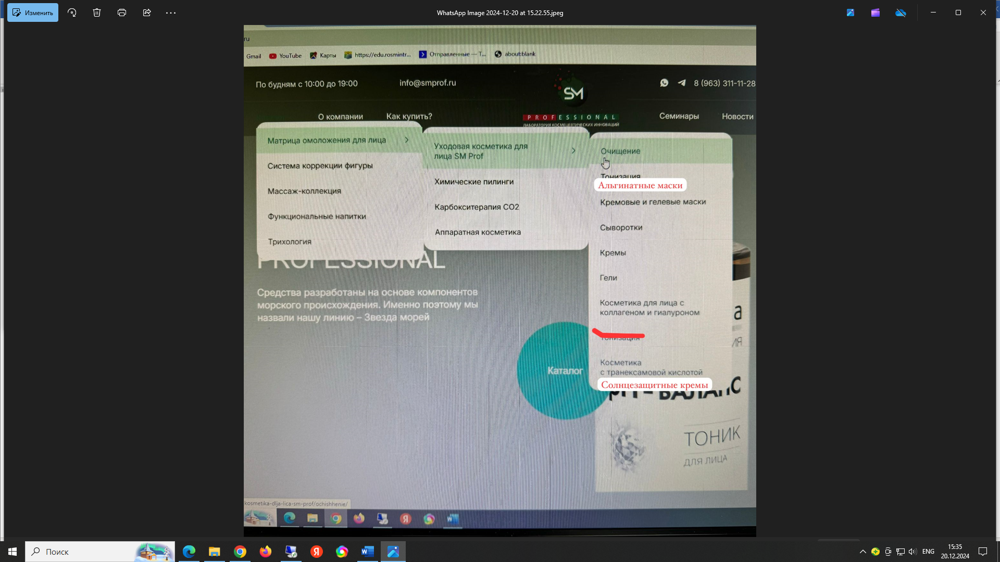 Изменить
WhatsApp Image 2024-12-20 at 15.22.55.jpeg
ru
Gmail
YouTube
Карты
https://edu.rosmintr...
Отправленные — Т...
about:blank
По будням с 10:00 до 19:00
info@smprof.ru
SM
8 (963) 311-11-28
О компании
Как купить?
PROFESSIONAL
ЛАБОРАТОРИЯ КОСМЕЦЕВТИЧЕСКИХ ИННОВАЦИЙ
Семинары
Новости
Матрица омоложения для лица
Система коррекции фигуры
Массаж-коллекция
Функциональные напитки
Трихология
Уходовая косметика для
лица SM Prof
Химические пилинги
Карбокситерапия CO2
Аппаратная косметика
Очищение
Тонизация
Альгинатные маски
Кремовые и гелевые маски
Сыворотки
Кремы
Гели
Косметика для лица с
коллагеном и гиалуроном
Тонизация
Косметика
с транексамовой кислотой
Солнцезащитные кремы
PROFESSIONAL
Средства разработаны на основе компонентов
морского происхождения. Именно поэтому мы
назвали нашу линию – Звезда морей
Каталог
а
ИЯ
pH - БАЛАНС
ТОНИК
ДЛЯ ЛИЦА
kosmetika-dlja-lica-sm-prof/ochishhenie/
Поиск
ENG
15:35
20.12.2024